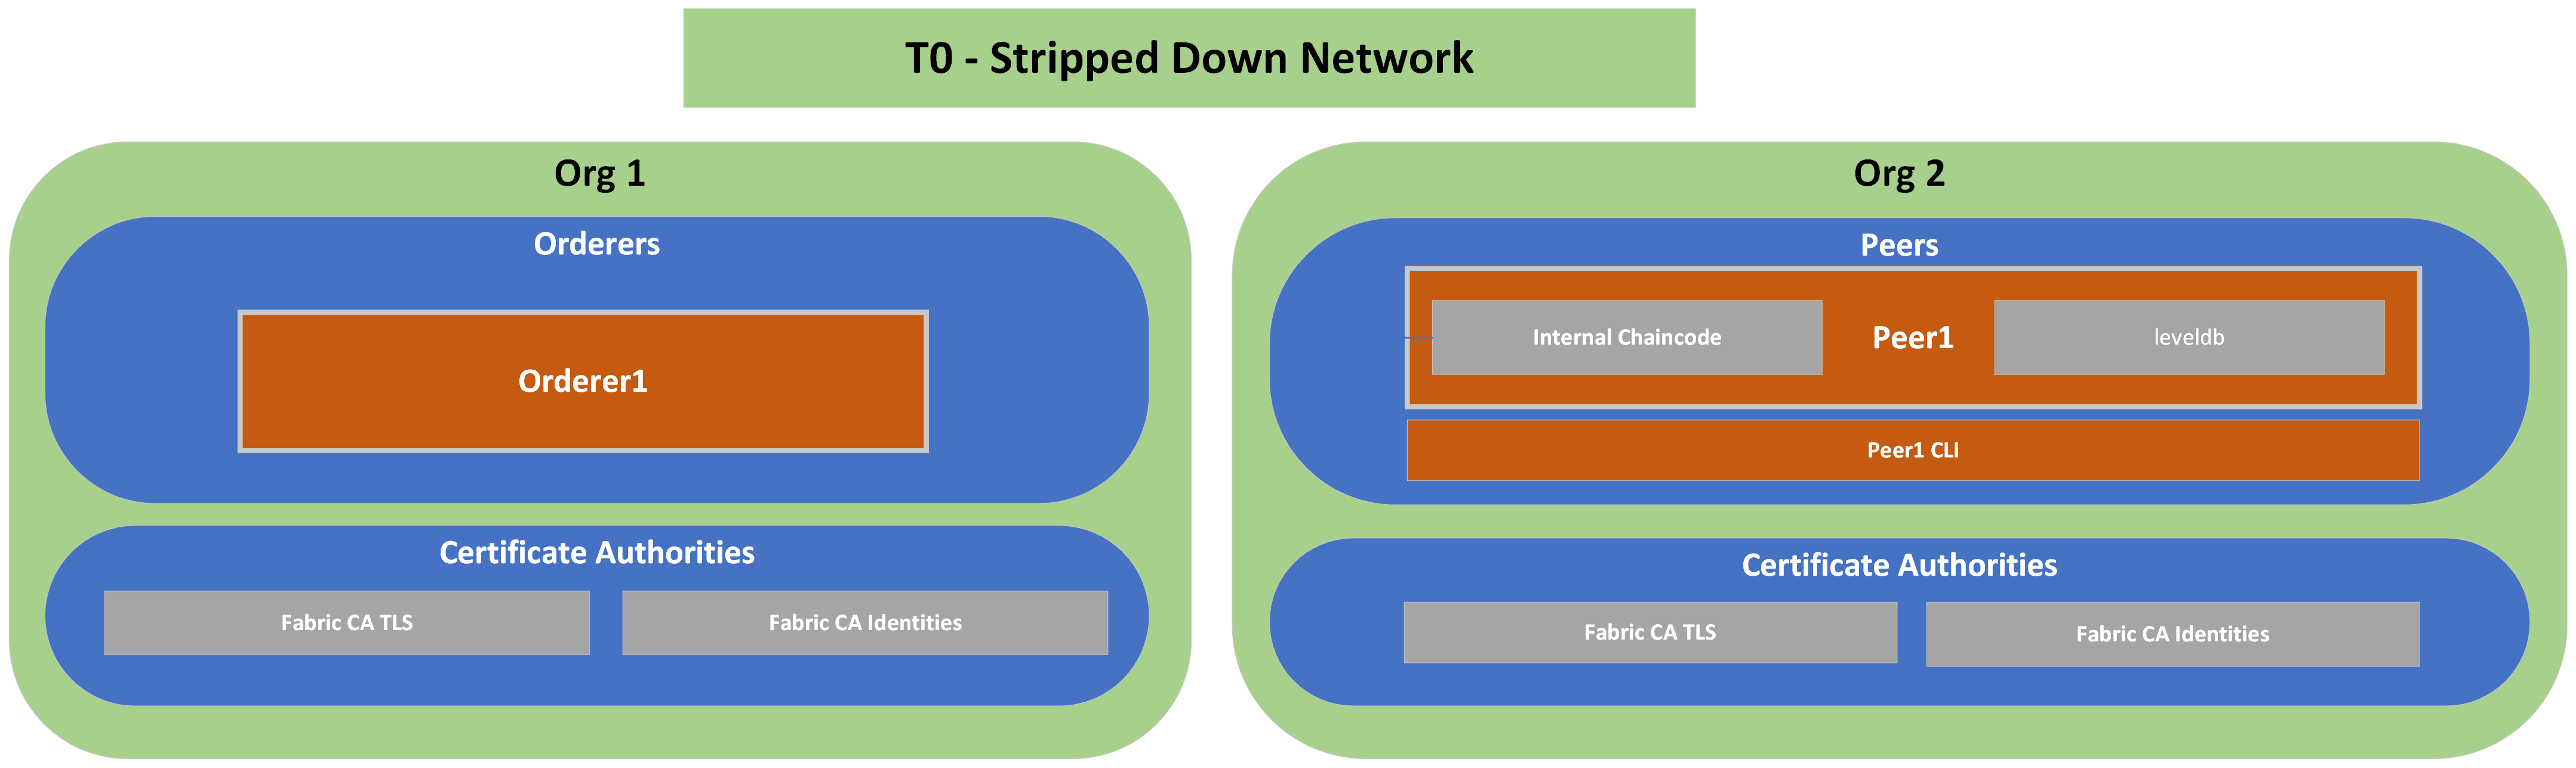 T0 - Stripped Down Network
Org 1
Orderers
Orderer1
Certificate Authorities
Fabric CA TLS
Fabric CA Identities
Org 2
Peers
Internal Chaincode
Peer1
leveldb
Peer1 CLI
Certificate Authorities
Fabric CA TLS
Fabric CA Identities